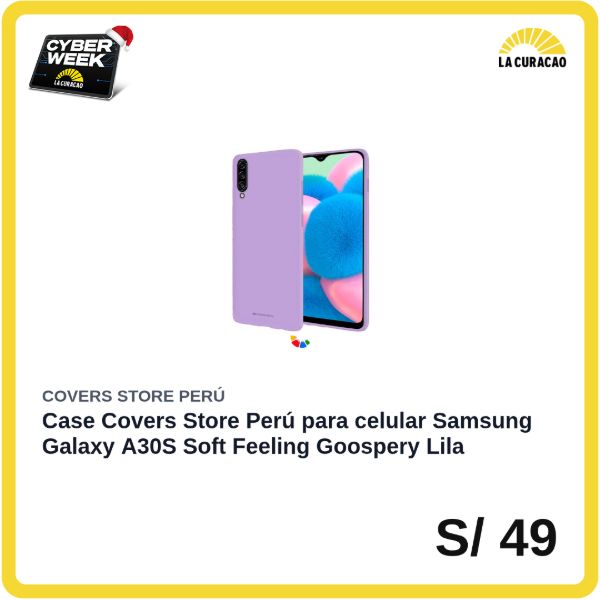 CYBER
WEEK
LA CURACAO
LA CURACAO
COVERS STORE PERÚ
Case Covers Store Perú para celular Samsung
Galaxy A30S Soft Feeling Goospery Lila
S/ 49